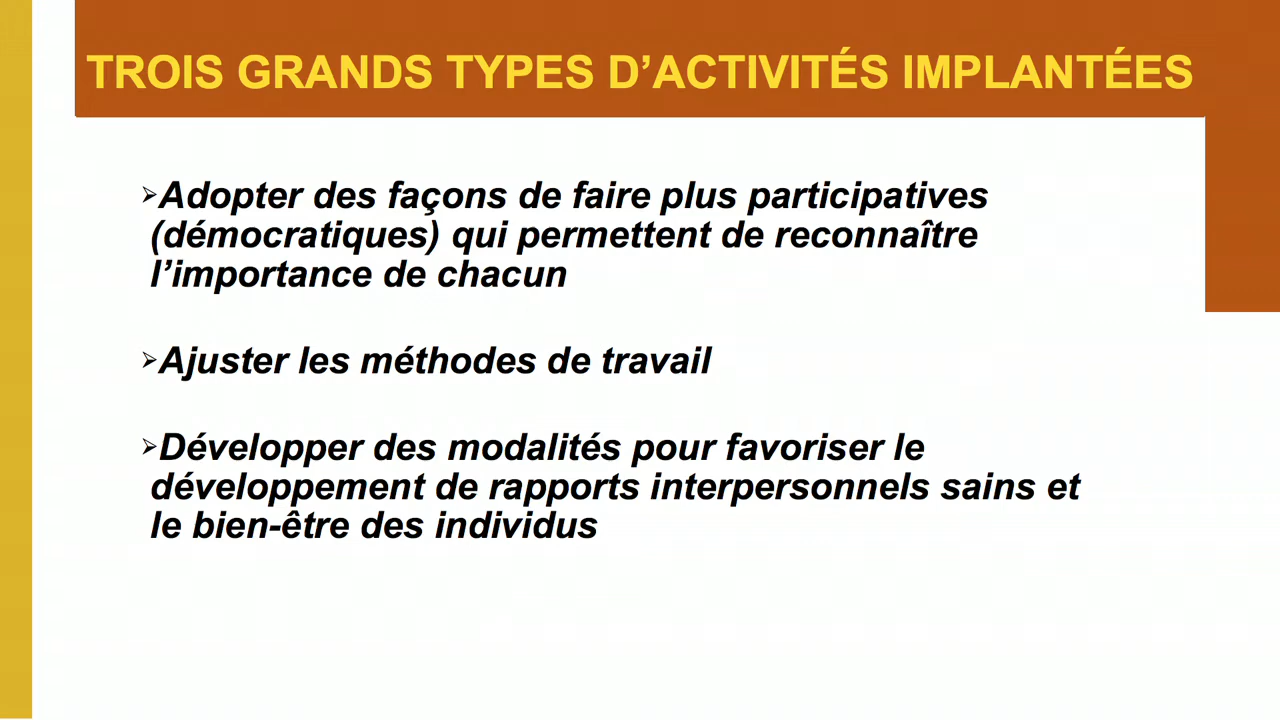 TROIS GRANDS TYPES D’ACTIVITÉS IMPLANTÉES
➢Adopter des façons de faire plus participatives
(démocratiques) qui permettent de reconnaître
l’importance de chacun
➢Ajuster les méthodes de travail
➢Développer des modalités pour favoriser le
développement de rapports interpersonnels sains et
le bien-être des individus